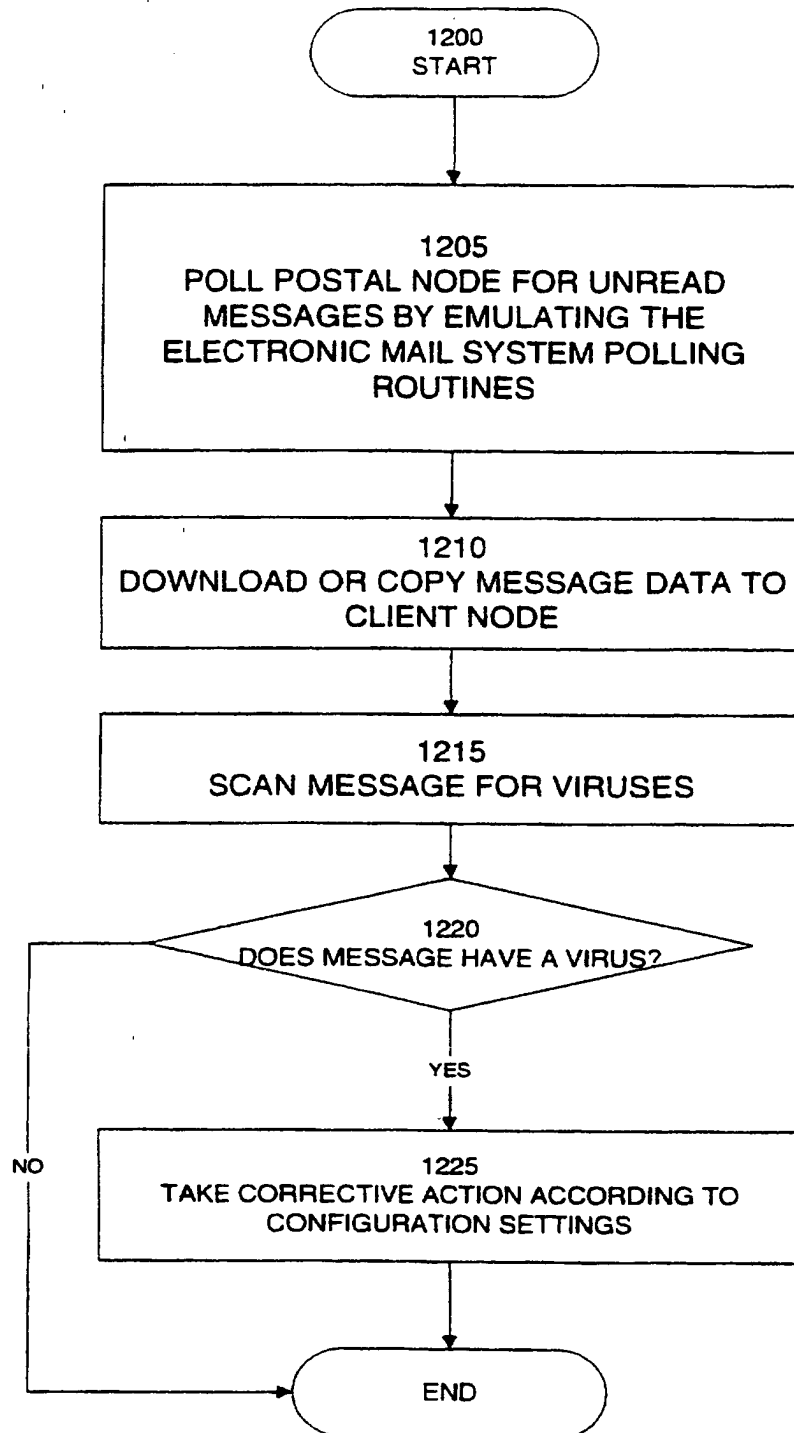 1200
START
1205
POLL POSTAL NODE FOR UNREAD
MESSAGES BY EMULATING THE
ELECTRONIC MAIL SYSTEM POLLING
ROUTINES
1210
DOWNLOAD OR COPY MESSAGE DATA TO
CLIENT NODE
1215
SCAN MESSAGE FOR VIRUSES
1220
DOES MESSAGE HAVE A VIRUS?
YES
NO
1225
TAKE CORRECTIVE ACTION ACCORDING TO
CONFIGURATION SETTINGS
END